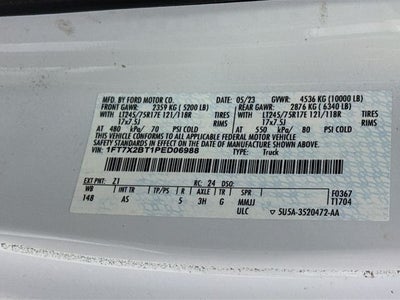 MFD. BY FORD MOTOR CO. 05/23 GVWR: 4536 KG (10000 LB)
FRONT GAWR: 2359 KG (5200 LB) REAR GAWR: 2876 KG (6340 LB)
WITH LT245/75R17E 121/118R TIRES WITH LT245/75R17E 121/118R TIRES
17x7.5J RIMS 17x7.5J RIMS
AT 480 kPa/ 70 PSI COLD AT 550 kPa/ 80 PSI COLD
THIS VEHICLE CONFORMS TO ALL APPLICABLE FEDERAL MOTOR VEHICLE
SAFETY AND THEFT PREVENTION STANDARDS IN EFFECT ON THE DATE OF MANUFACTURE SHOWN ABOVE.
VIN: 1FT7X2BT1PED06988 TYPE: Truck
EXT PNT: Z1 RC: 24 DSO: F0367
WB INT TR TP/PS R AXLE TR SPR T1704
148 AS 5 3H G MMJJ
ULC 5U5A-3520472-AA